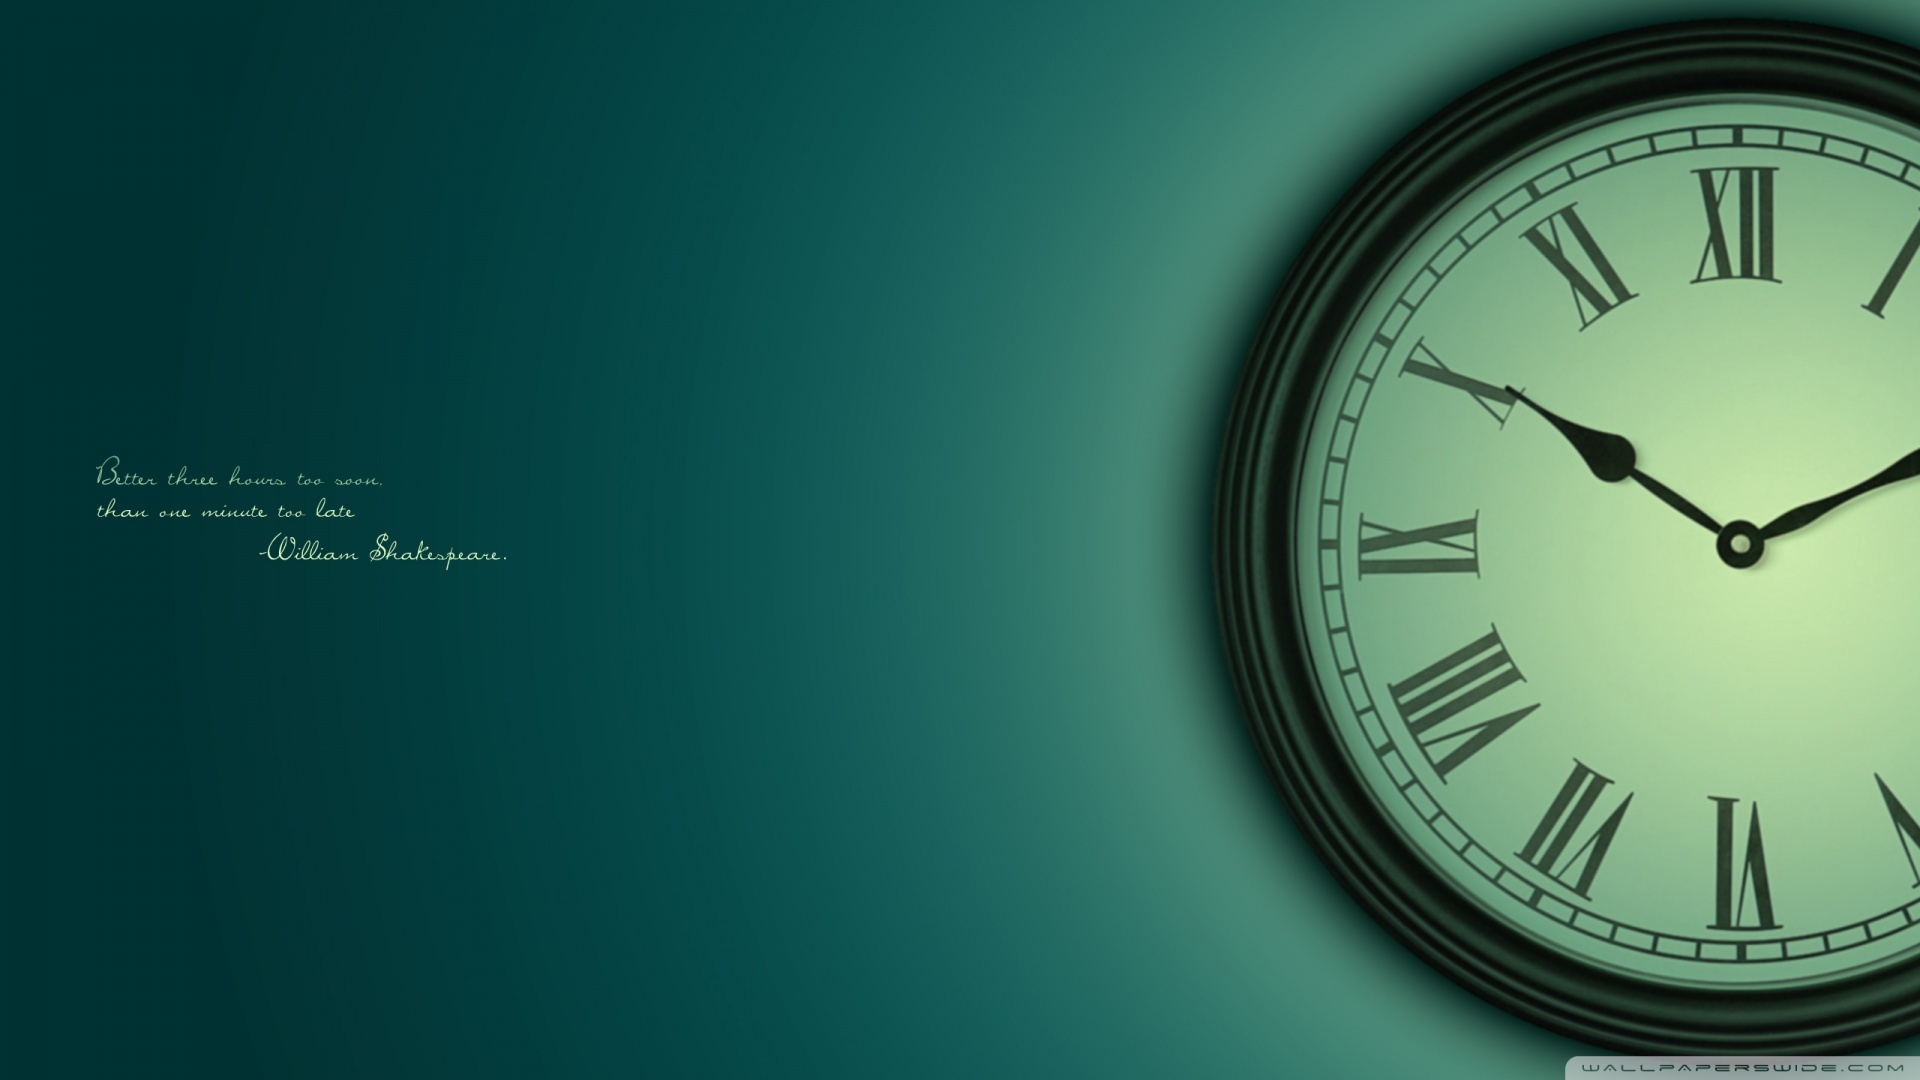 Better three hours too soon,
than one minute too late
-William Shakespeare.
XII
XI
I
X
IX
VIII
VII
VI
WALLPAPERSWIDE.COM